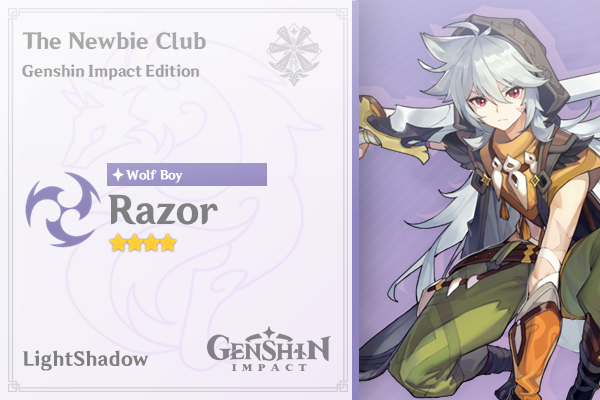 The Newbie Club
Genshin Impact Edition
Wolf Boy
Razor
LightShadow
GENSHIN
IMPACT